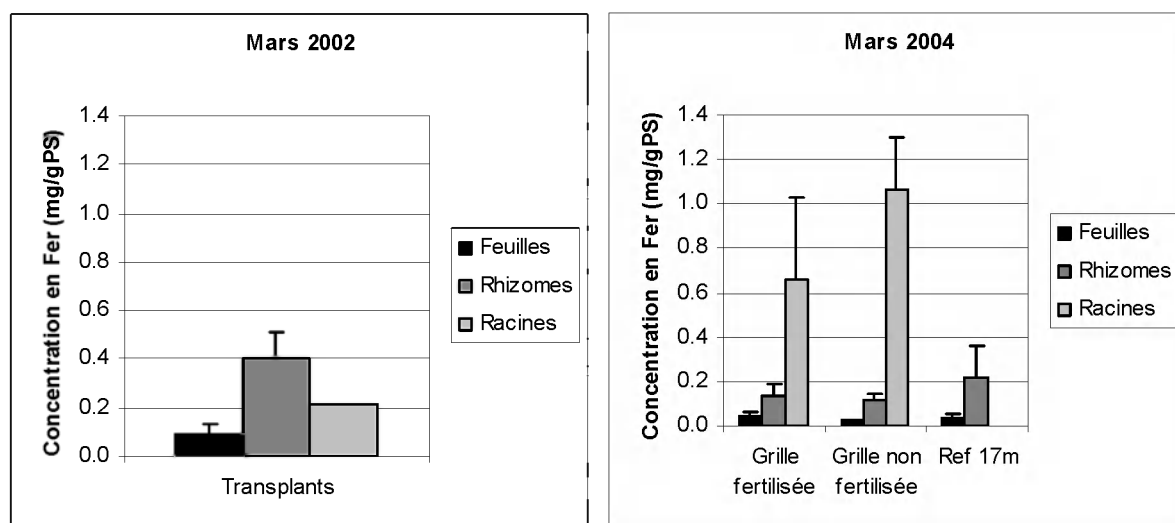 Mars 2002
Concentration en Fer (mg/gPS)
1.4
1.2
1.0
0.8
0.6
0.4
0.2
0.0
Transplants
Feuilles
Rhizomes
Racines
Mars 2004
Concentration en Fer (mg/gPS)
1.4
1.2
1.0
0.8
0.6
0.4
0.2
0.0
Grille
fertilisée
Grille non
fertilisée
Ref 17m
Feuilles
Rhizomes
Racines